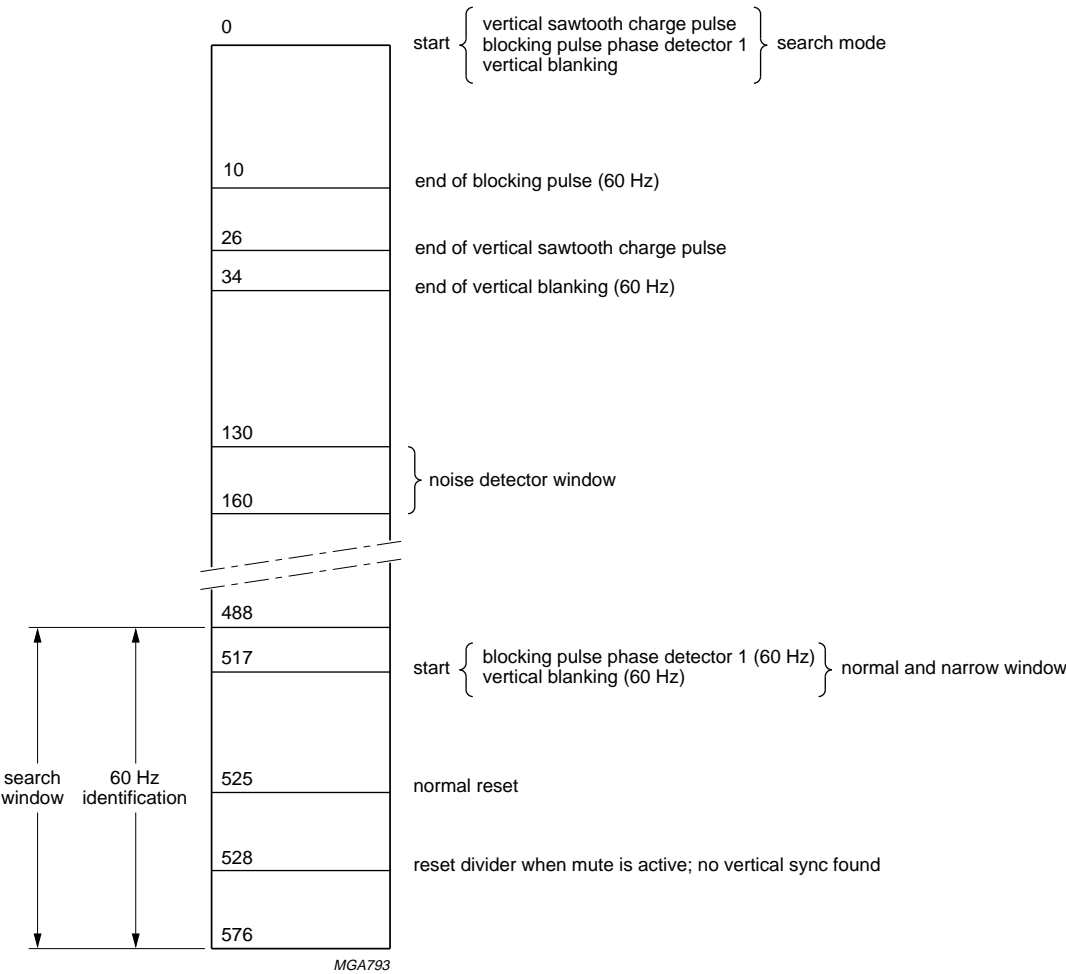 0
start
vertical sawtooth charge pulse
blocking pulse phase detector 1
vertical blanking
search mode
10
end of blocking pulse (60 Hz)
26
end of vertical sawtooth charge pulse
34
end of vertical blanking (60 Hz)
130
noise detector window
160
488
517
start
blocking pulse phase detector 1 (60 Hz)
vertical blanking (60 Hz)
normal and narrow window
search
window
60 Hz
identification
525
normal reset
528
reset divider when mute is active; no vertical sync found
576
MGA793